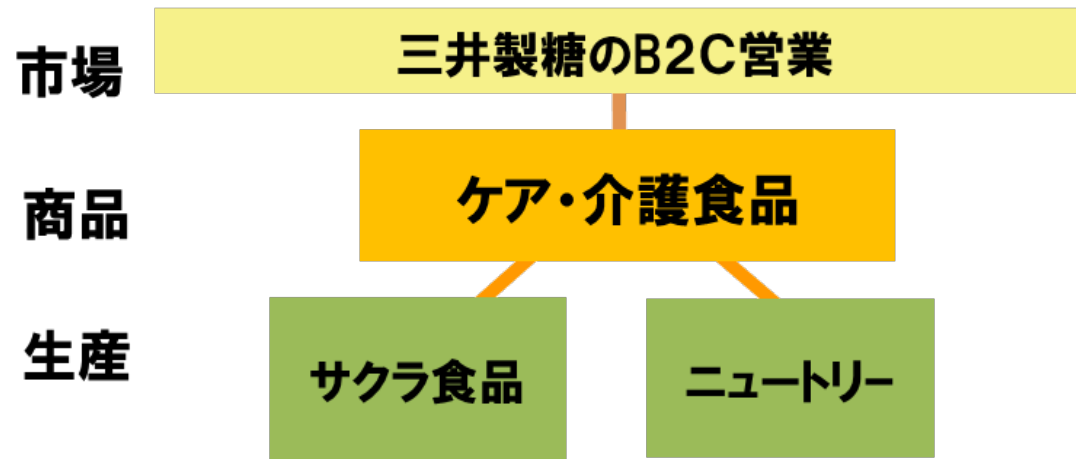 市場
三井製糖のB2C営業
商品
ケア・介護食品
生産
サクラ食品
ニュートリー